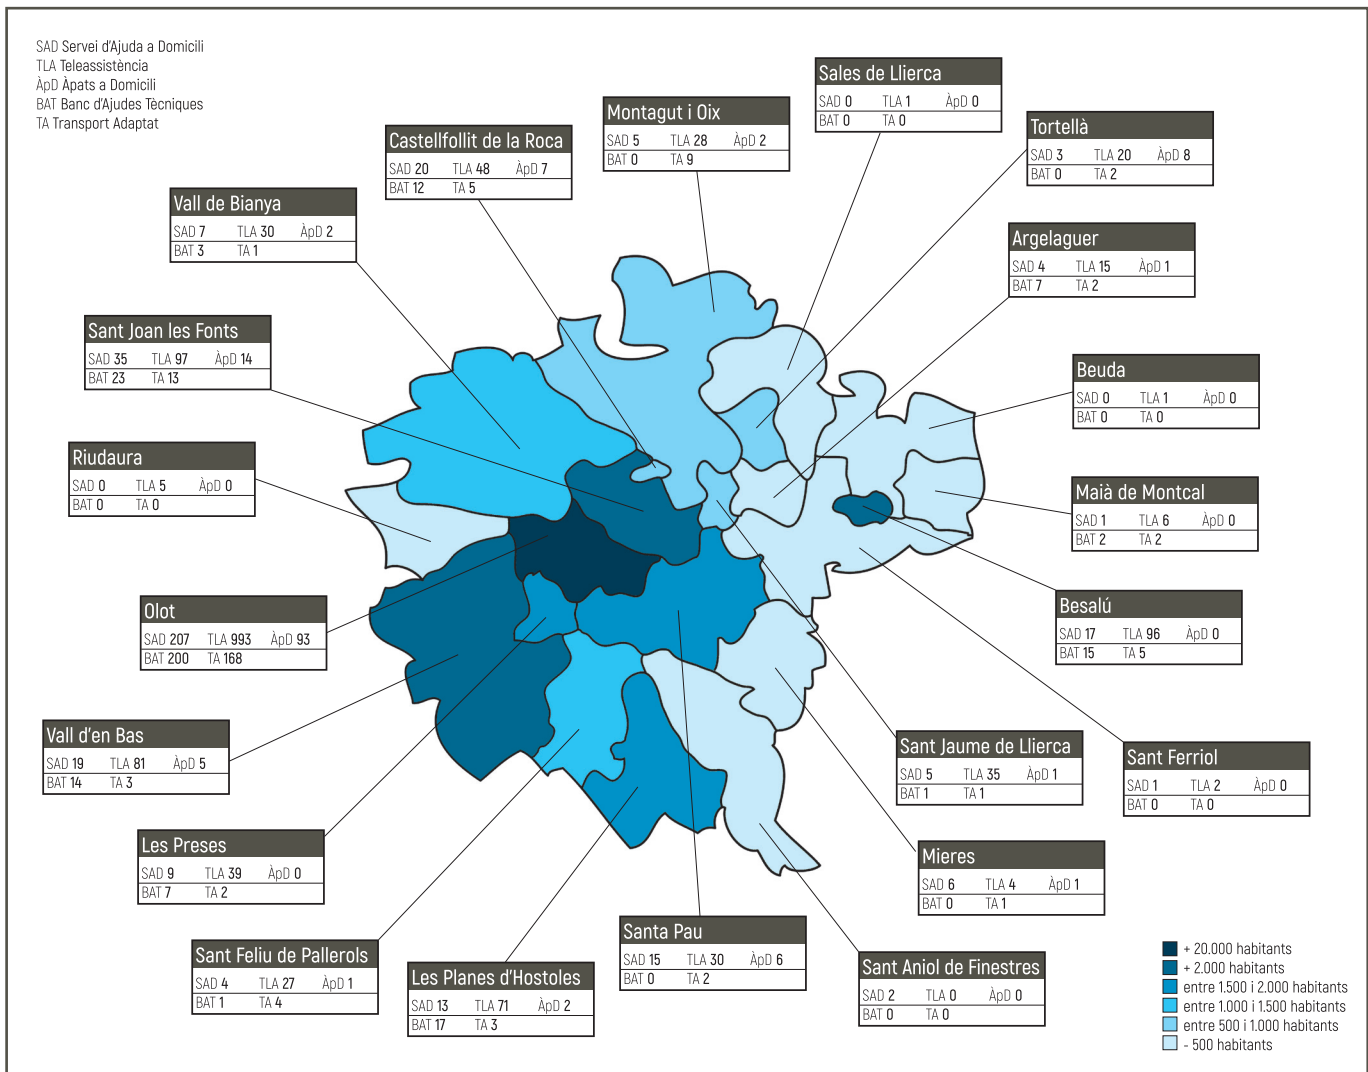 SAD Servei d'Ajuda a Domicili
TLA Teleassistència
ÀpD Àpats a Domicili
BAT Banc d'Ajudes Tècniques
TA Transport Adaptat
Sales de Llierca
SAD 0 TLA 1 ÀpD 0
BAT 0 TA 0
Montagut i Oix
SAD 5 TLA 28 ÀpD 2
BAT 0 TA 9
Tortellà
SAD 3 TLA 20 ÀpD 8
BAT 0 TA 2
Castellfollit de la Roca
SAD 20 TLA 48 ÀpD 7
BAT 12 TA 5
Vall de Bianya
SAD 7 TLA 30 ÀpD 2
BAT 3 TA 1
Argelaguer
SAD 4 TLA 15 ÀpD 1
BAT 7 TA 2
Sant Joan les Fonts
SAD 35 TLA 97 ÀpD 14
BAT 23 TA 13
Beuda
SAD 0 TLA 1 ÀpD 0
BAT 0 TA 0
Riudaura
SAD 0 TLA 5 ÀpD 0
BAT 0 TA 0
Maià de Montcal
SAD 1 TLA 6 ÀpD 0
BAT 2 TA 2
Olot
SAD 207 TLA 993 ÀpD 93
BAT 200 TA 168
Besalú
SAD 17 TLA 96 ÀpD 0
BAT 15 TA 5
Vall d'en Bas
SAD 19 TLA 81 ÀpD 5
BAT 14 TA 3
Sant Jaume de Llierca
SAD 5 TLA 35 ÀpD 1
BAT 1 TA 1
Sant Ferriol
SAD 1 TLA 2 ÀpD 0
BAT 0 TA 0
Les Preses
SAD 9 TLA 39 ÀpD 0
BAT 7 TA 2
Mieres
SAD 6 TLA 4 ÀpD 1
BAT 0 TA 1
Sant Feliu de Pallerols
SAD 4 TLA 27 ÀpD 1
BAT 1 TA 4
Les Planes d'Hostoles
SAD 13 TLA 71 ÀpD 2
BAT 17 TA 3
Santa Pau
SAD 15 TLA 30 ÀpD 6
BAT 0 TA 2
Sant Aniol de Finestres
SAD 2 TLA 0 ÀpD 0
BAT 0 TA 0
+ 20.000 habitants
+ 2.000 habitants
entre 1.500 i 2.000 habitants
entre 1.000 i 1.500 habitants
entre 500 i 1.000 habitants
- 500 habitants